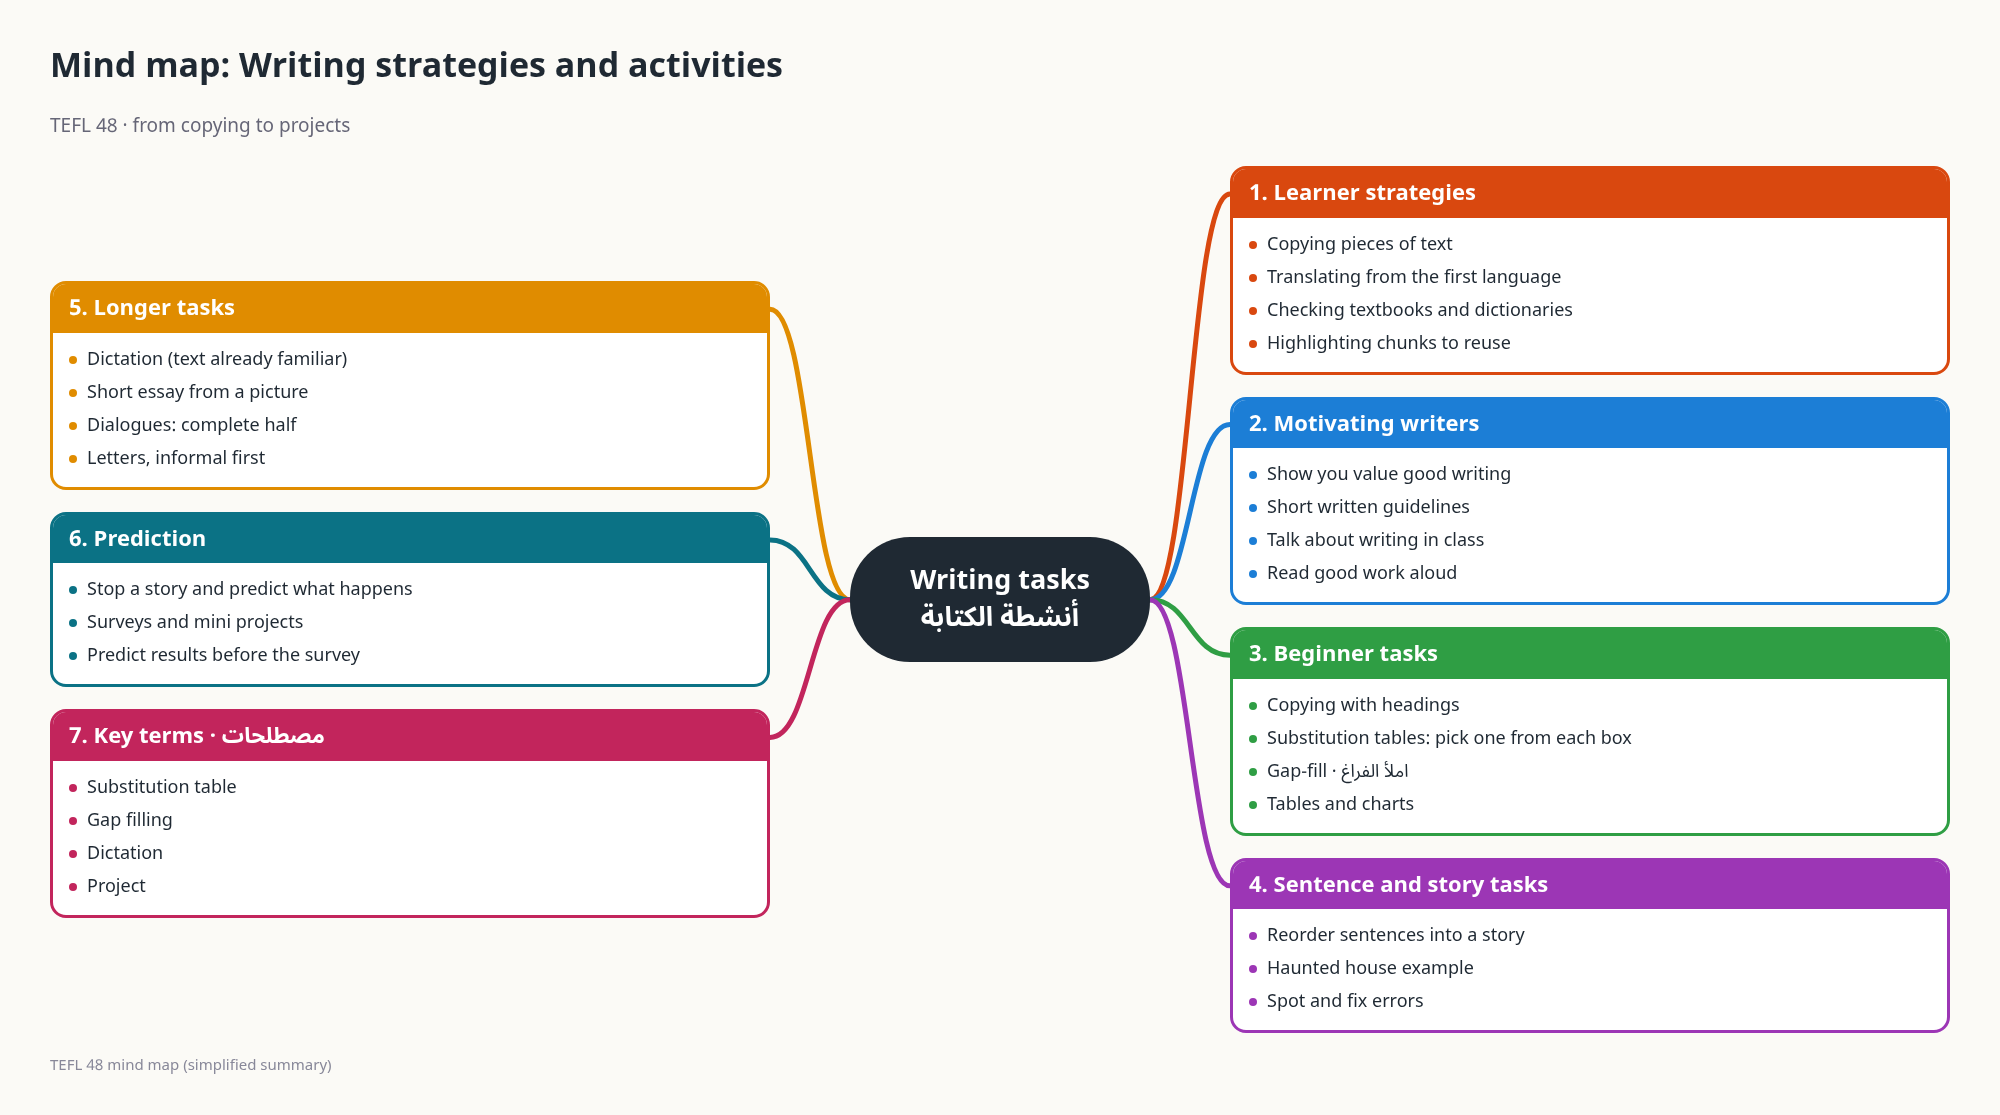 Mind map: Writing strategies and activities
TEFL 48 · from copying to projects
Writing tasks
أنشطة الكتابة
1. Learner strategies
Copying pieces of text
Translating from the first language
Checking textbooks and dictionaries
Highlighting chunks to reuse
2. Motivating writers
Show you value good writing
Short written guidelines
Talk about writing in class
Read good work aloud
3. Beginner tasks
Copying with headings
Substitution tables: pick one from each box
Gap-fill · املأ الفراغ
Tables and charts
4. Sentence and story tasks
Reorder sentences into a story
Haunted house example
Spot and fix errors
5. Longer tasks
Dictation (text already familiar)
Short essay from a picture
Dialogues: complete half
Letters, informal first
6. Prediction
Stop a story and predict what happens
Surveys and mini projects
Predict results before the survey
7. Key terms · مصطلحات
Substitution table
Gap filling
Dictation
Project
TEFL 48 mind map (simplified summary)